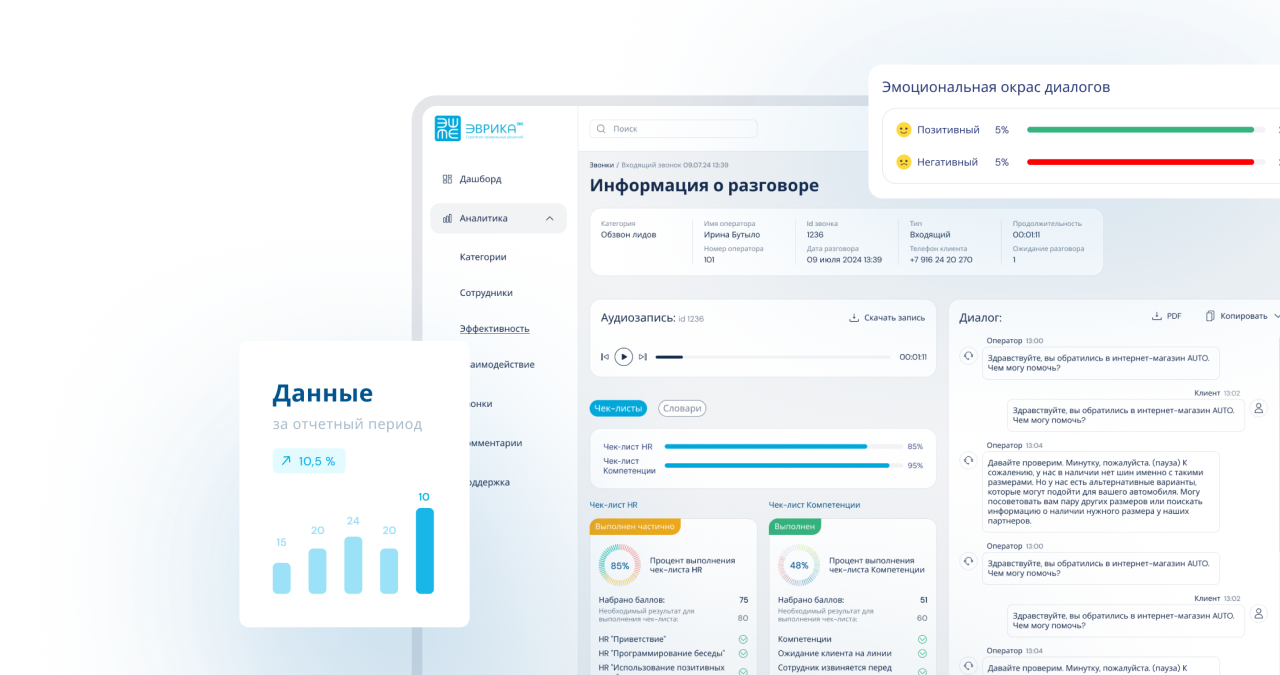 Эмоциональный окрас диалогов
Позитивный 5%
Негативный 5%
ЭВРИКА
Дашборд
Аналитика
Категории
Сотрудники
Эффективность
аимодействие
онки
омментарии
оддержка
Данные
за отчетный период
10,5 %
15
20
24
20
10
Поиск
Звонки / Входящий звонок 09.07.24 13:39
Информация о разговоре
Категория
Обзвон лидов
Имя оператора
Ирина Бутыло
Номер оператора
101
Id звонка
1236
Дата разговора
09 июля 2024 13:39
Тип
Входящий
Телефон клиента
+7 916 24 20 270
Продолжительность
00:01:11
Ожидание разговора
1
Аудиозапись: id 1236
Скачать запись
00:01:11
Чек-листы
Словари
Чек-лист HR
85%
Чек-лист
Компетенции
95%
Чек-лист HR
Выполнен частично
85%
Процент выполнения
чек-листа HR
Набрано баллов: 75
Необходимый результат для
выполнения чек-листа: 80
HR "Приветствие"
HR "Программирование беседы"
HR "Использование позитивных
Чек-лист Компетенции
Выполнен
48%
Процент выполнения
чек-листа Компетенции
Набрано баллов: 51
Необходимый результат для
выполнения чек-листа: 60
Компетенции
Ожидание клиента на линии
Сотрудник извиняется перед
Диалог:
PDF
Копировать
Оператор 13:00
Здравствуйте, вы обратились в интернет-магазин AUTO.
Чем могу помочь?
Клиент 13:02
Здравствуйте, вы обратились в интернет-магазин AUTO.
Чем могу помочь?
Оператор 13:04
Давайте проверим. Минутку, пожалуйста. (пауза) К
сожалению, у нас в наличии нет шин именно с такими
размерами. Но у нас есть альтернативные варианты,
которые могут подойти для вашего автомобиля. Могу
посоветовать вам пару других размеров или поискать
информацию о наличии нужного размера у наших
партнеров.
Оператор 13:00
Здравствуйте, вы обратились в интернет-магазин AUTO.
Чем могу помочь?
Клиент 13:02
Здравствуйте, вы обратились в интернет-магазин AUTO.
Чем могу помочь?
Оператор 13:04
Давайте проверим. Минутку, пожалуйста. (пауза) К